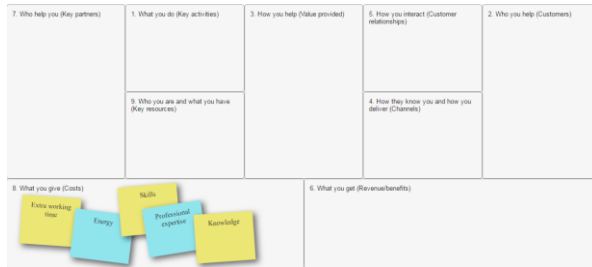 7. Who help you (Key partners)
1. What you do (Key activities)
3. How you help (Value provided)
5. How you interact (Customer
relationships)
2. Who you help (Customers)
9. Who you are and what you have
(Key resources)
4. How they know you and how you
deliver (Channels)
8. What you give (Costs)
Extra working
time
Energy
Skills
Professional
expertise
Knowledge
6. What you get (Revenue/benefits)